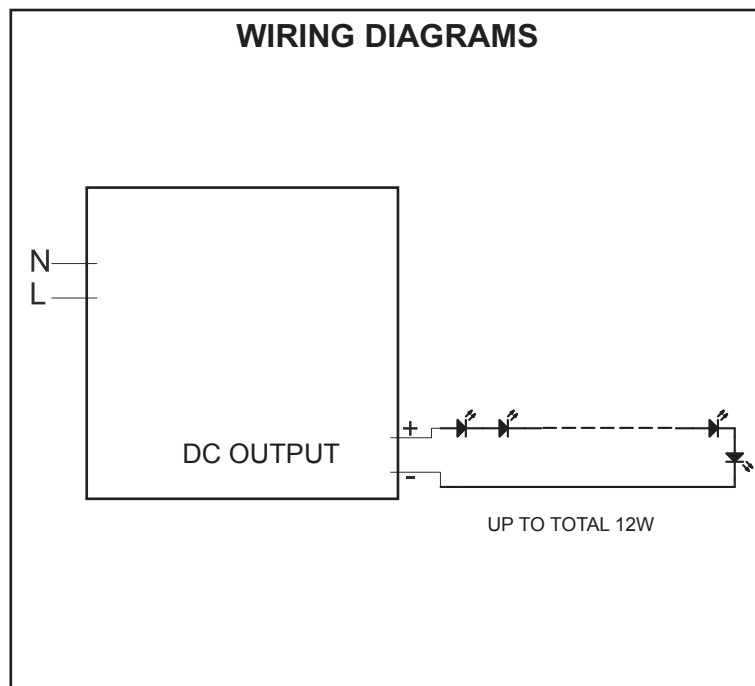 WIRING DIAGRAMS
N
L
+
DC OUTPUT
-
UP TO TOTAL 12W